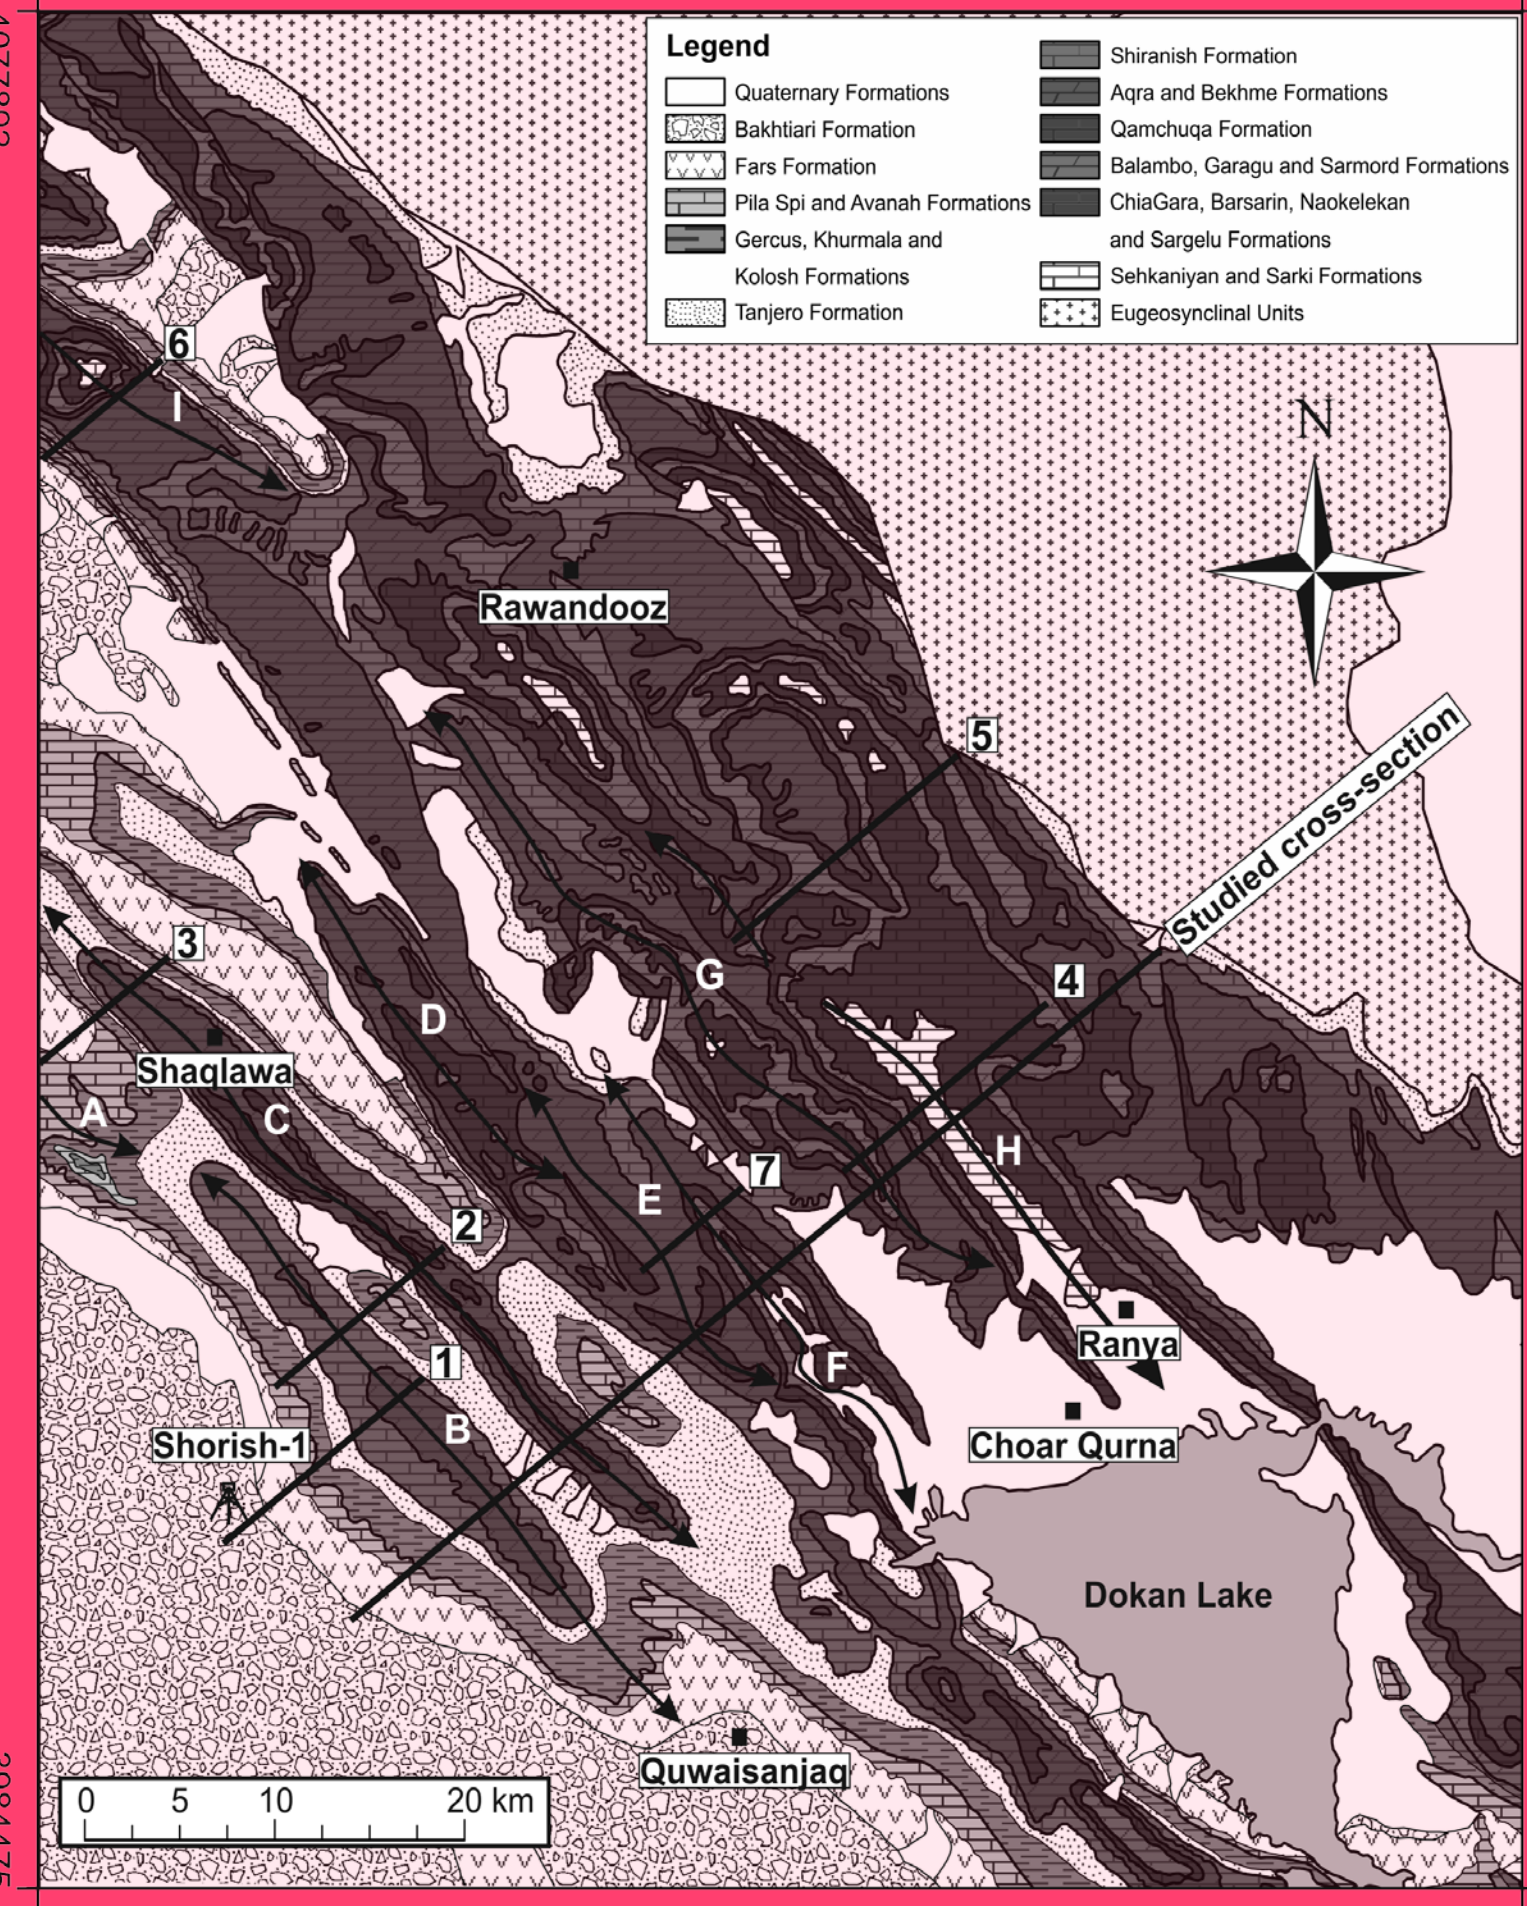 Legend
Quaternary Formations
Bakhtiari Formation
Fars Formation
Pila Spi and Avanah Formations
Gercus, Khurmala and
Kolosh Formations
Tanjero Formation
Shiranish Formation
Aqra and Bekhme Formations
Qamchuqa Formation
Balambo, Garagu and Sarmord Formations
ChiaGara, Barsarin, Naokelekan
and Sargelu Formations
Sehkaniyan and Sarki Formations
Eugeosynclinal Units
6
I
N
Rawandooz
5
Studied cross-section
3
G
4
D
Shaqlawa
A
C
H
7
E
2
Ranya
1
F
B
Shorish-1
Choar Qurna
Dokan Lake
Quwaisanjaq
0 5 10 20 km